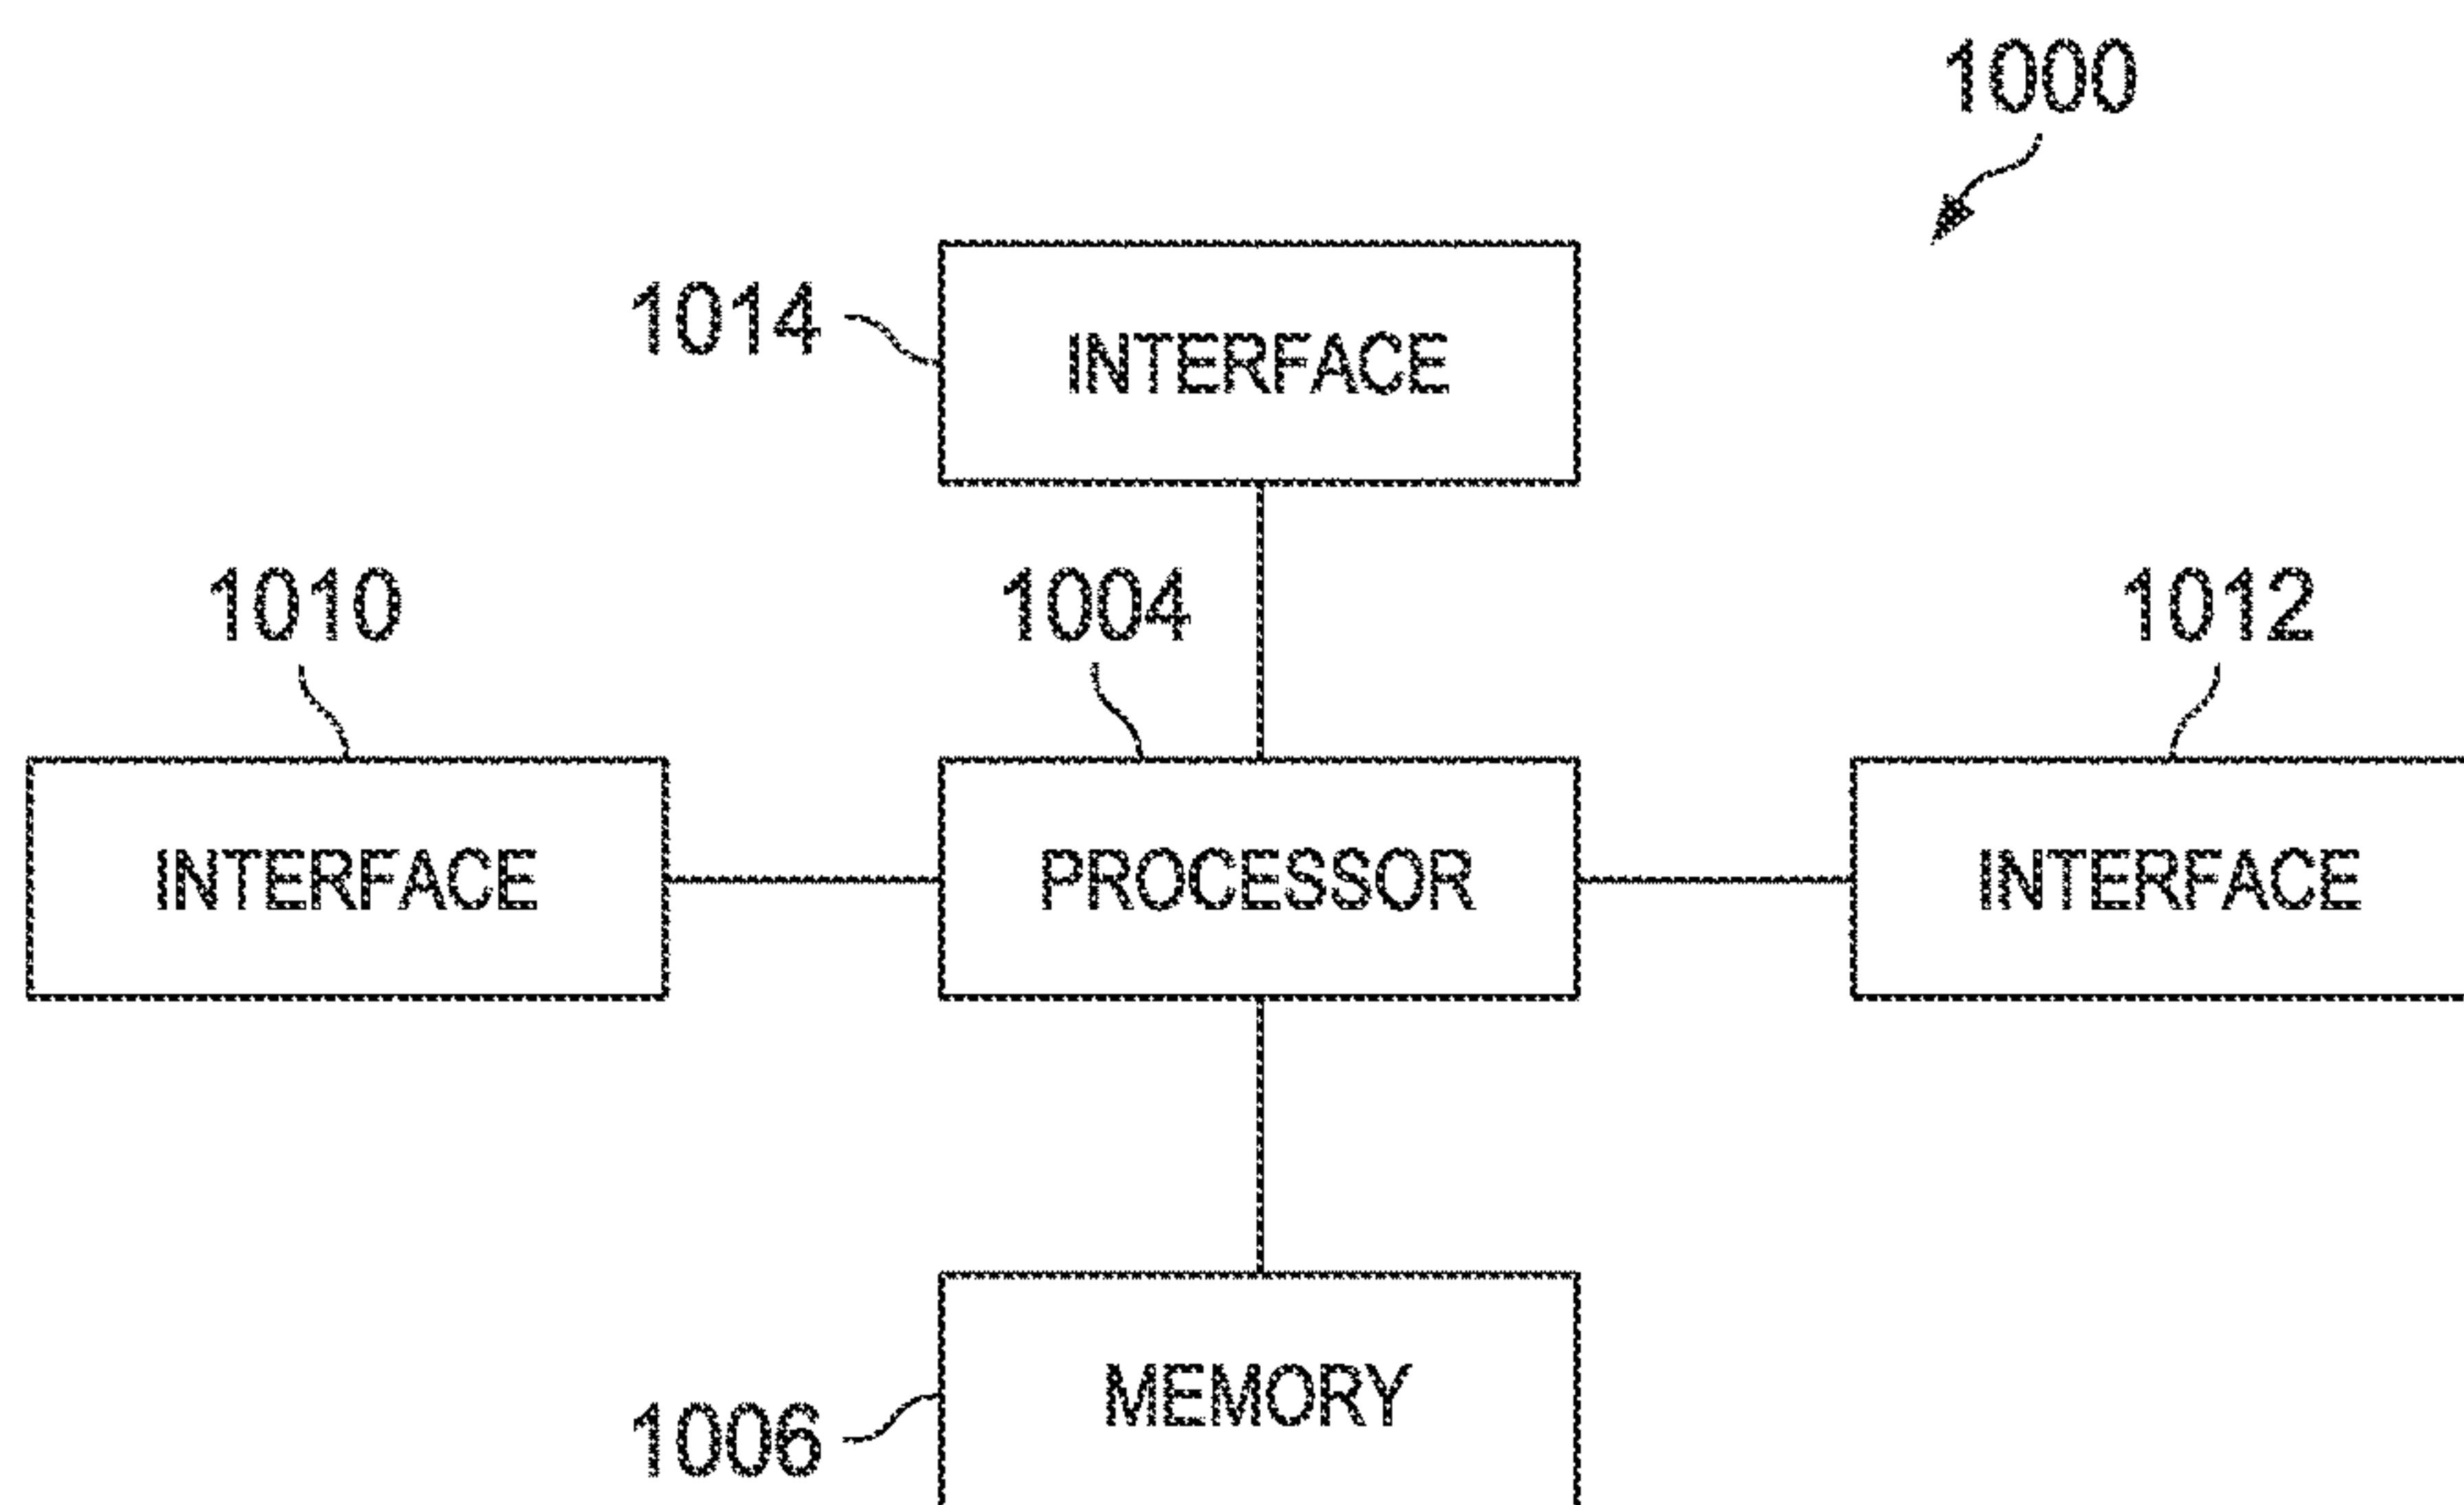 1000
1014
INTERFACE
1010
1004
1012
INTERFACE
PROCESSOR
INTERFACE
MEMORY
1006